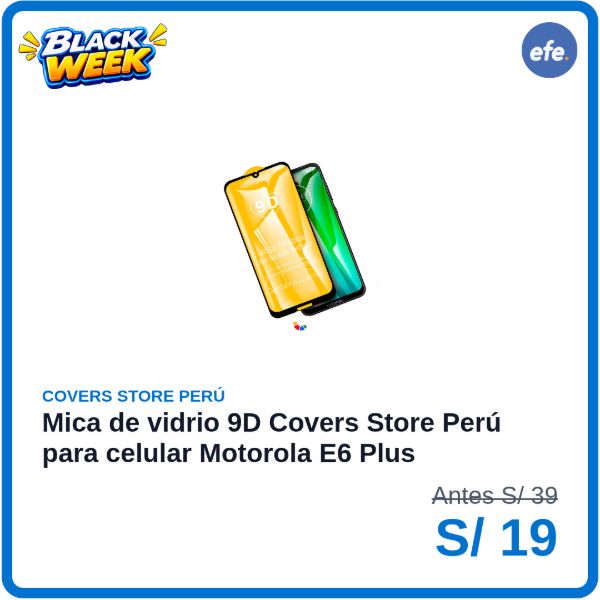 BLACK
WEEK
efe.
9D
COVERS STORE PERÚ
Mica de vidrio 9D Covers Store Perú
para celular Motorola E6 Plus
Antes S/ 39
S/ 19